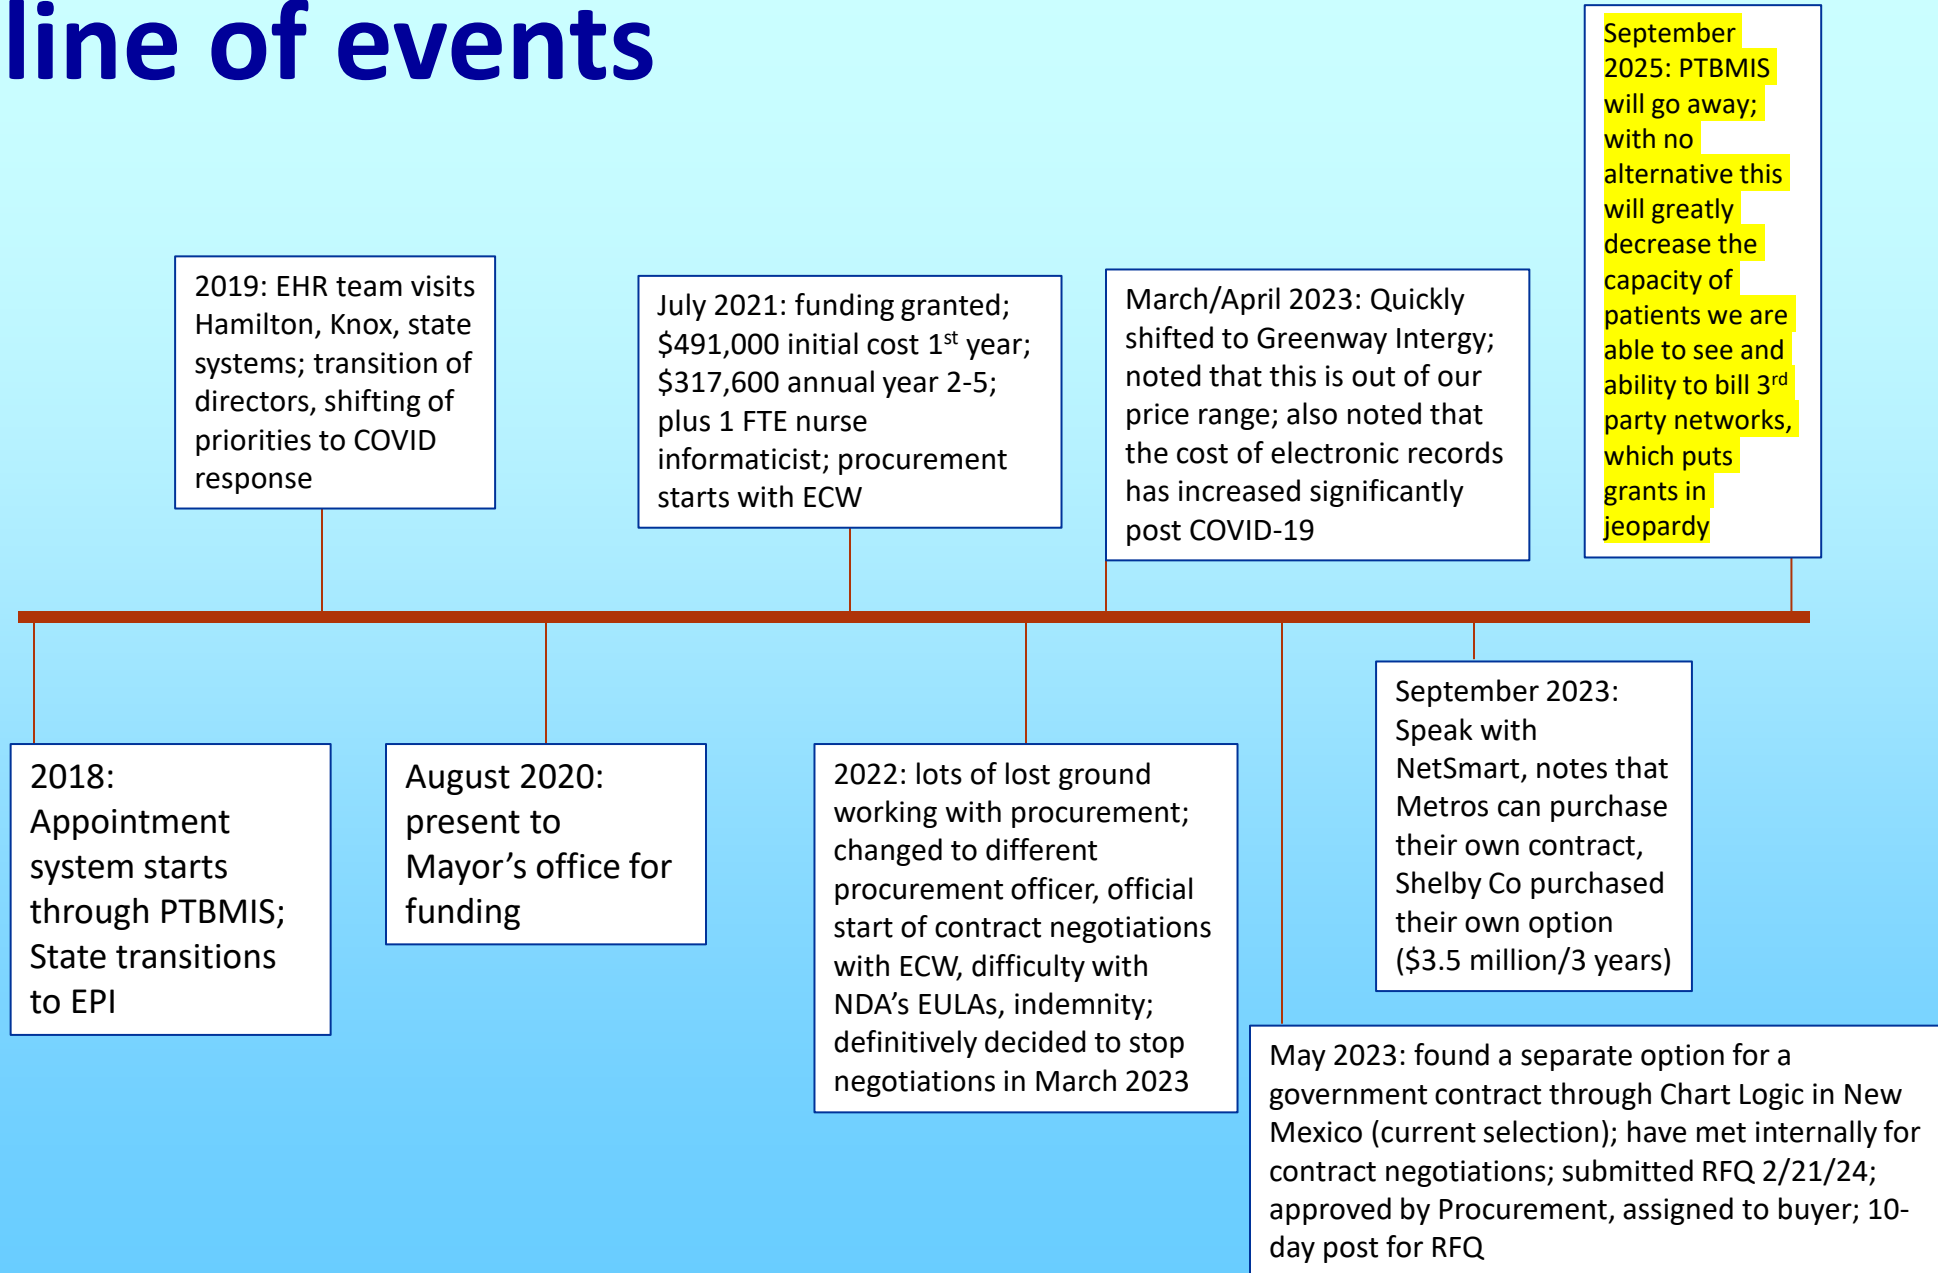 line of events
September
2025: PTBMIS
will go away;
with no
alternative this
will greatly
decrease the
capacity of
patients we are
able to see and
ability to bill 3rd
party networks,
which puts
grants in
jeopardy
2019: EHR team visits
Hamilton, Knox, state
systems; transition of
directors, shifting of
priorities to COVID
response
July 2021: funding granted;
$491,000 initial cost 1st year;
$317,600 annual year 2-5;
plus 1 FTE nurse
informaticist; procurement
starts with ECW
March/April 2023: Quickly
shifted to Greenway Intergy;
noted that this is out of our
price range; also noted that
the cost of electronic records
has increased significantly
post COVID-19
2018:
Appointment
system starts
through PTBMIS;
State transitions
to EPI
August 2020:
present to
Mayor’s office for
funding
2022: lots of lost ground
working with procurement;
changed to different
procurement officer, official
start of contract negotiations
with ECW, difficulty with
NDA’s EULAs, indemnity;
definitively decided to stop
negotiations in March 2023
September 2023:
Speak with
NetSmart, notes that
Metros can purchase
their own contract,
Shelby Co purchased
their own option
($3.5 million/3 years)
May 2023: found a separate option for a
government contract through Chart Logic in New
Mexico (current selection); have met internally for
contract negotiations; submitted RFQ 2/21/24;
approved by Procurement, assigned to buyer; 10-
day post for RFQ